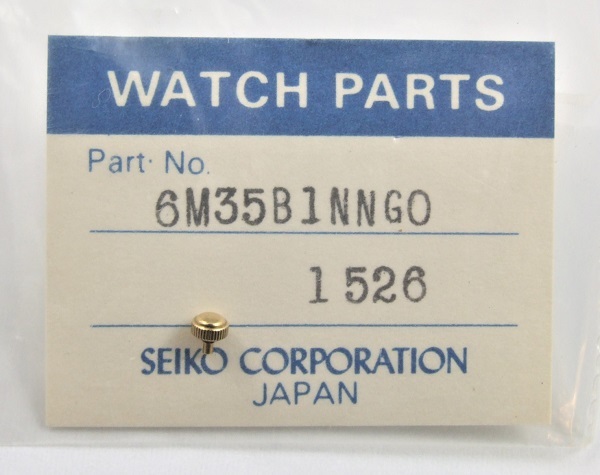 WATCH PARTS
Part No.
6M35B1NNG0
1526
SEIKO CORPORATION
JAPAN